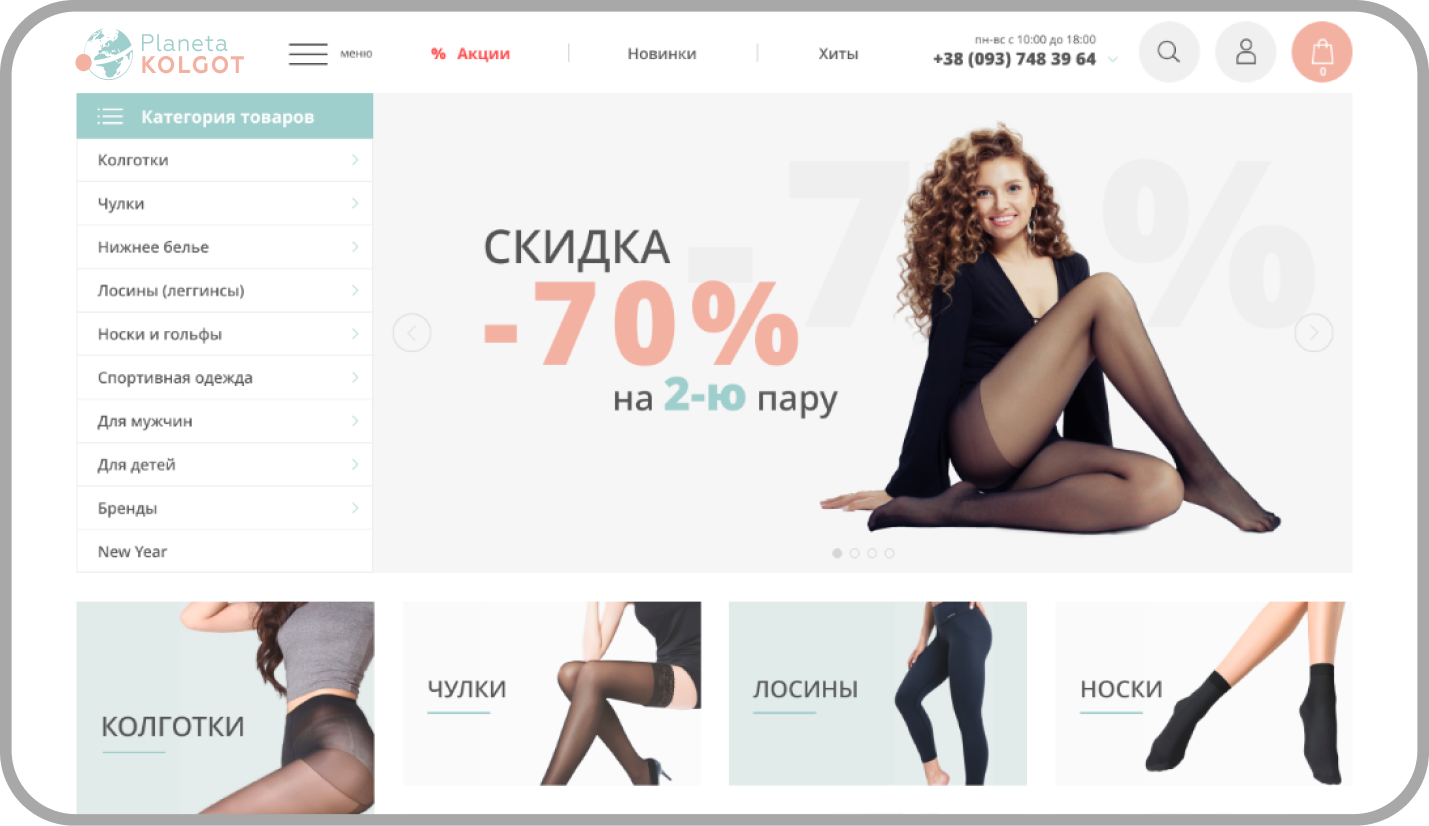 Planeta
KOLGOT
меню
% Акции
Новинки
Хиты
пн-вс с 10:00 до 18:00
+38 (093) 748 39 64
0
Категория товаров
Колготки
Чулки
Нижнее белье
Лосины (леггинсы)
Носки и гольфы
Спортивная одежда
Для мужчин
Для детей
Бренды
New Year
-70%
СКИДКА
-70%
на 2-ю пару
КОЛГОТКИ
ЧУЛКИ
ЛОСИНЫ
НОСКИ